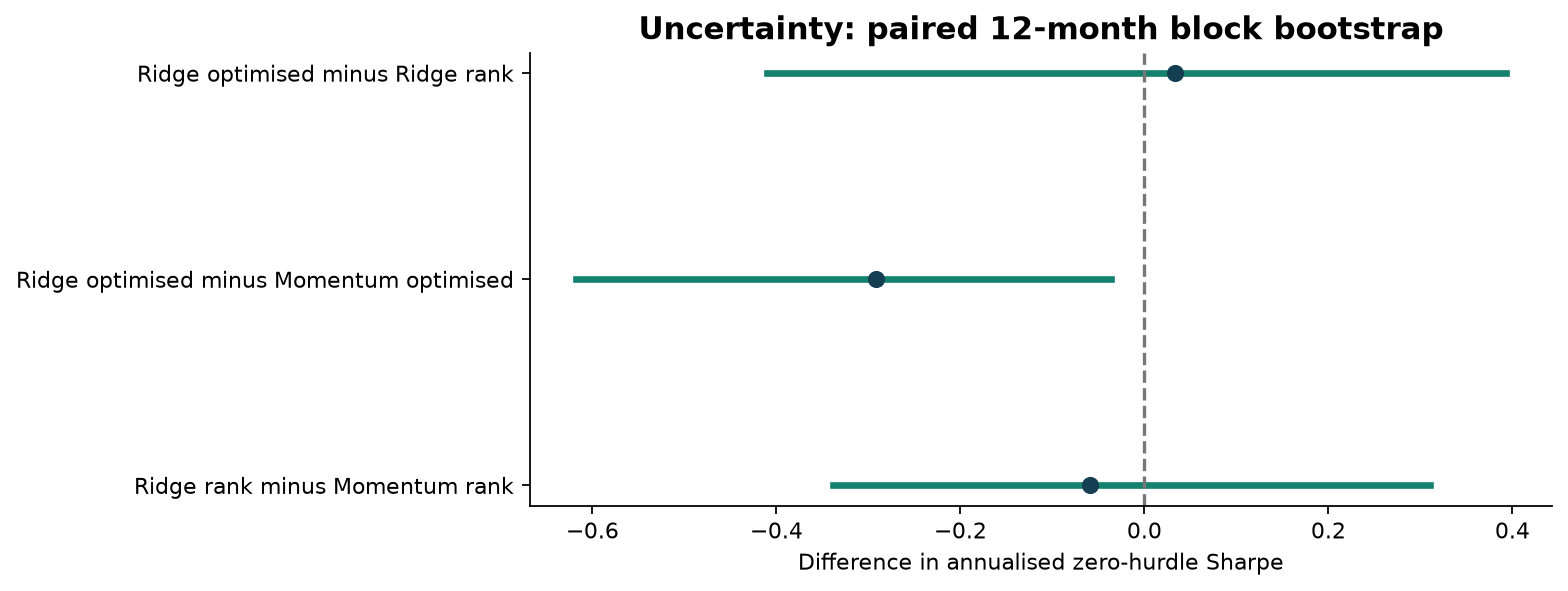 Uncertainty: paired 12-month block bootstrap
Ridge optimised minus Ridge rank
Ridge optimised minus Momentum optimised
Ridge rank minus Momentum rank
−0.6 −0.4 −0.2 0.0 0.2 0.4
Difference in annualised zero-hurdle Sharpe